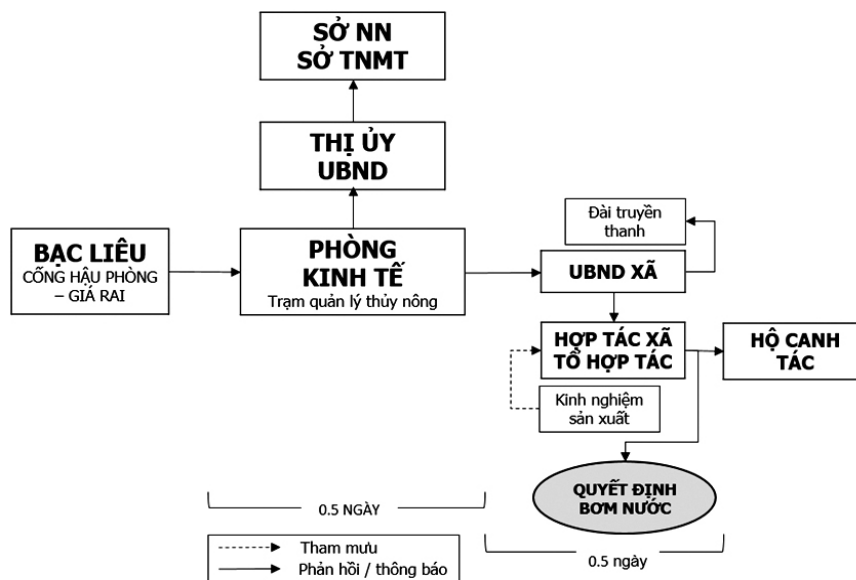 SỞ NN
SỞ TNMT
THỊ ỦY
UBND
Đài truyền
thanh
BẠC LIÊU
CỐNG HẬU PHÒNG
– GIÁ RAI
PHÒNG
KINH TẾ
Trạm quản lý thủy nông
UBND XÃ
HỢP TÁC XÃ
TỔ HỢP TÁC
HỘ CANH
TÁC
Kinh nghiệm
sản xuất
QUYẾT ĐỊNH
BƠM NƯỚC
0.5 NGÀY
0.5 ngày
Tham mưu
Phản hồi / thông báo